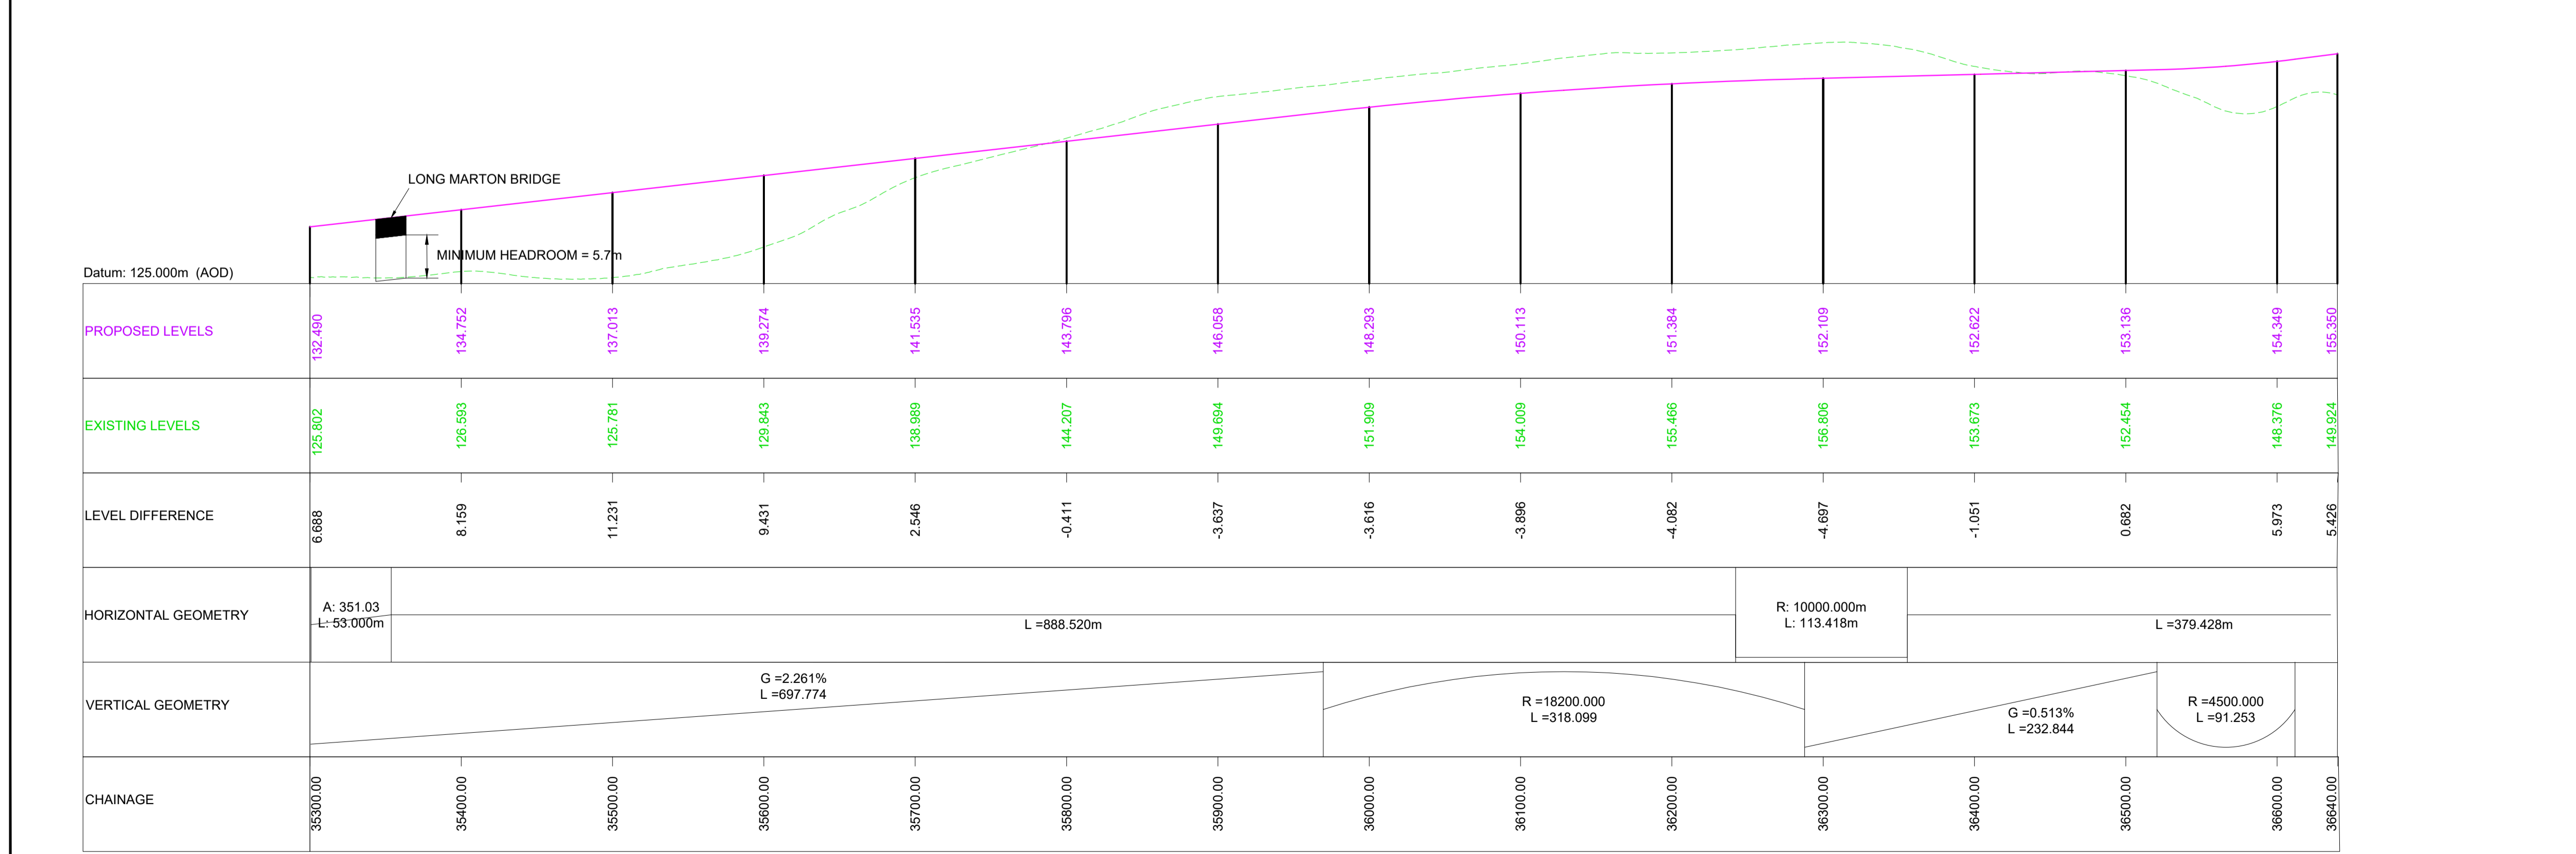 LONG MARTON BRIDGE
MINIMUM HEADROOM = 5.7m
Datum: 125.000m (AOD)
PROPOSED LEVELS
132.490
134.752
137.013
139.274
141.535
143.796
146.058
148.293
150.113
151.384
152.109
152.622
153.136
154.349
155.350
EXISTING LEVELS
125.802
126.593
125.781
129.843
138.989
144.207
149.694
151.909
154.009
155.466
156.806
153.673
152.454
148.376
149.924
LEVEL DIFFERENCE
6.688
8.159
11.231
9.431
2.546
-0.411
-3.637
-3.616
-3.896
-4.082
-4.697
-1.051
0.682
5.973
5.426
HORIZONTAL GEOMETRY
A: 351.03
L: 53.000m
L =888.520m
R: 10000.000m
L: 113.418m
L =379.428m
VERTICAL GEOMETRY
G =2.261%
L =697.774
R =18200.000
L =318.099
G =0.513%
L =232.844
R =4500.000
L =91.253
CHAINAGE
35300.00
35400.00
35500.00
35600.00
35700.00
35800.00
35900.00
36000.00
36100.00
36200.00
36300.00
36400.00
36500.00
36600.00
36640.00